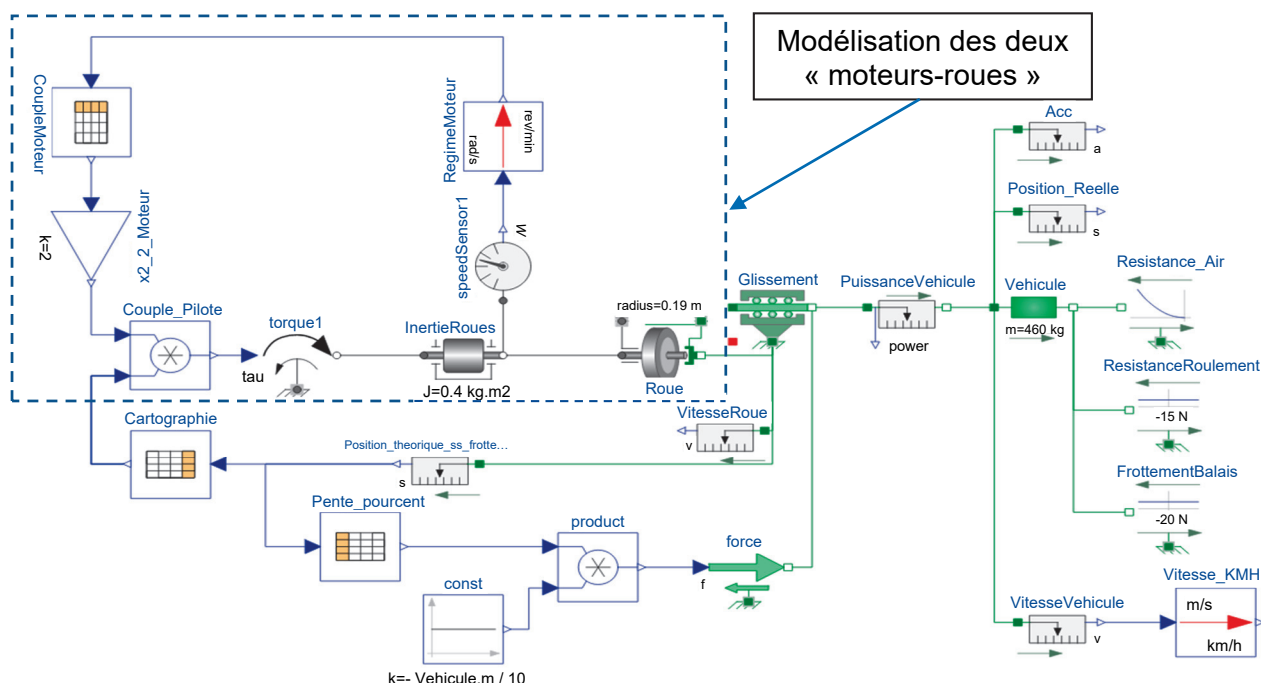 Modélisation des deux
« moteurs-roues »
CoupleMoteur
RegimeMoteur
rev/min
rad/s
Acc
a
Position_Reelle
s
k=2
x2_2_Moteur
speedSensor1
w
Glissement
PuissanceVehicule
power
Vehicule
m=460 kg
Resistance_Air
Couple_Pilote
torque1
tau
InertieRoues
J=0.4 kg.m2
radius=0.19 m
Roue
ResistanceRoulement
-15 N
Cartographie
VitesseRoue
v
Position_theorique_ss_frotte...
s
FrottementBalais
-20 N
Pente_pourcent
product
force
f
const
k=- Vehicule.m / 10
VitesseVehicule
v
Vitesse_KMH
m/s
km/h